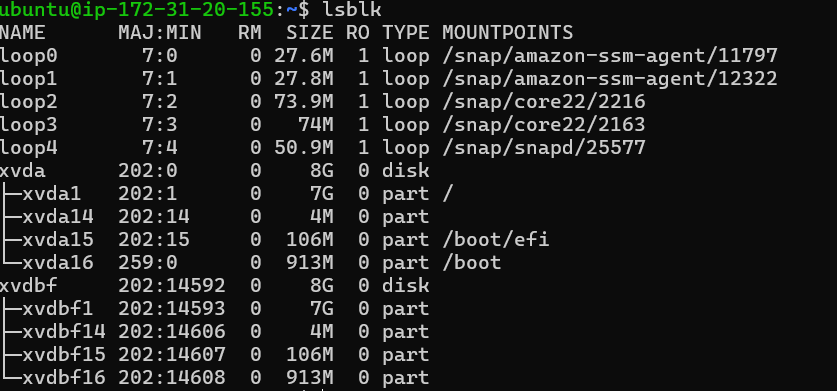 ubuntu@ip-172-31-20-155:~$ lsblk
NAME      MAJ:MIN   RM  SIZE RO TYPE MOUNTPOINTS
loop0       7:0      0 27.6M  1 loop /snap/amazon-ssm-agent/11797
loop1       7:1      0 27.8M  1 loop /snap/amazon-ssm-agent/12322
loop2       7:2      0 73.9M  1 loop /snap/core22/2216
loop3       7:3      0   74M  1 loop /snap/core22/2163
loop4       7:4      0 50.9M  1 loop /snap/snapd/25577
xvda      202:0      0    8G  0 disk
├─xvda1   202:1      0    7G  0 part /
├─xvda14  202:14     0    4M  0 part
├─xvda15  202:15     0  106M  0 part /boot/efi
└─xvda16  259:0      0  913M  0 part /boot
xvdbf     202:14592  0    8G  0 disk
├─xvdbf1  202:14593  0    7G  0 part
├─xvdbf14 202:14606  0    4M  0 part
├─xvdbf15 202:14607  0  106M  0 part
└─xvdbf16 202:14608  0  913M  0 part